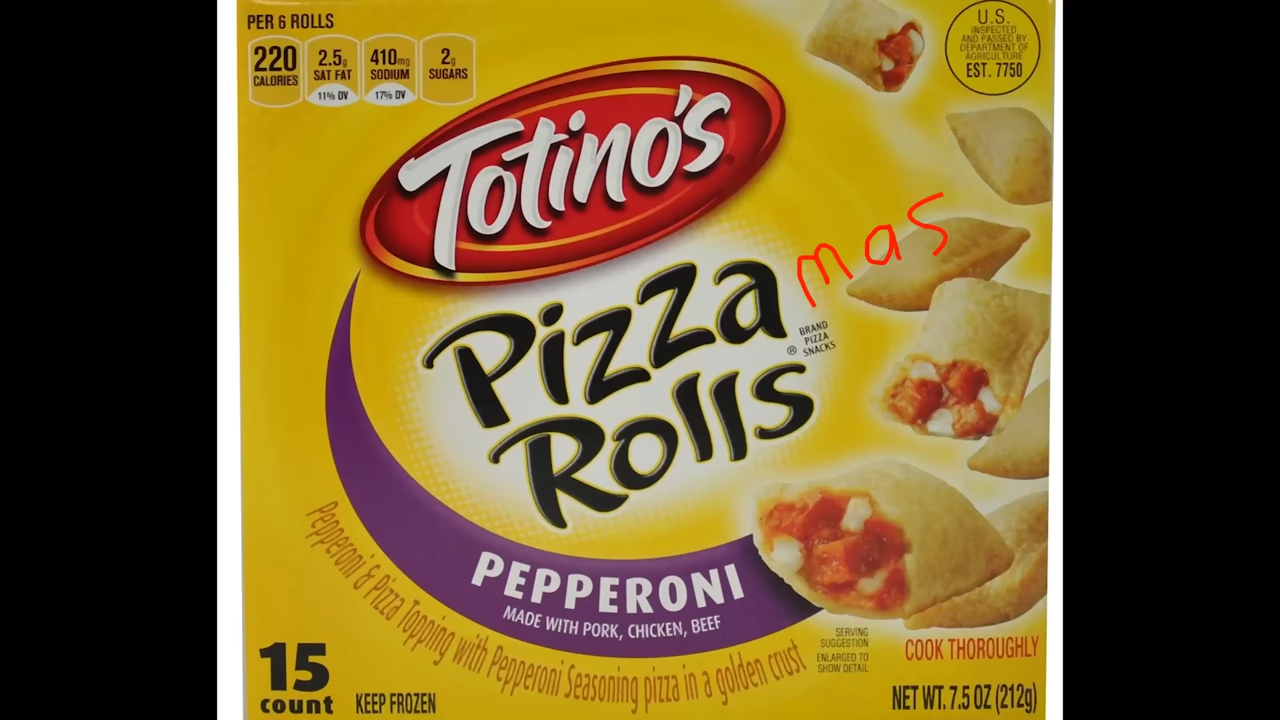 PER 6 ROLLS
220 CALORIES
2.5g SAT FAT 11% DV
410mg SODIUM 17% DV
2g SUGARS
U.S.
INSPECTED
AND PASSED BY
DEPARTMENT OF
AGRICULTURE
EST. 7750
Totino's®
Pizza mas
Rolls®
BRAND
PIZZA
SNACKS
PEPPERONI
MADE WITH PORK, CHICKEN, BEEF
Pepperoni & Pizza Topping with Pepperoni Seasoning pizza in a golden crust
SERVING
SUGGESTION
ENLARGED TO
SHOW DETAIL
COOK THOROUGHLY
15
count
KEEP FROZEN
NET WT. 7.5 OZ (212g)